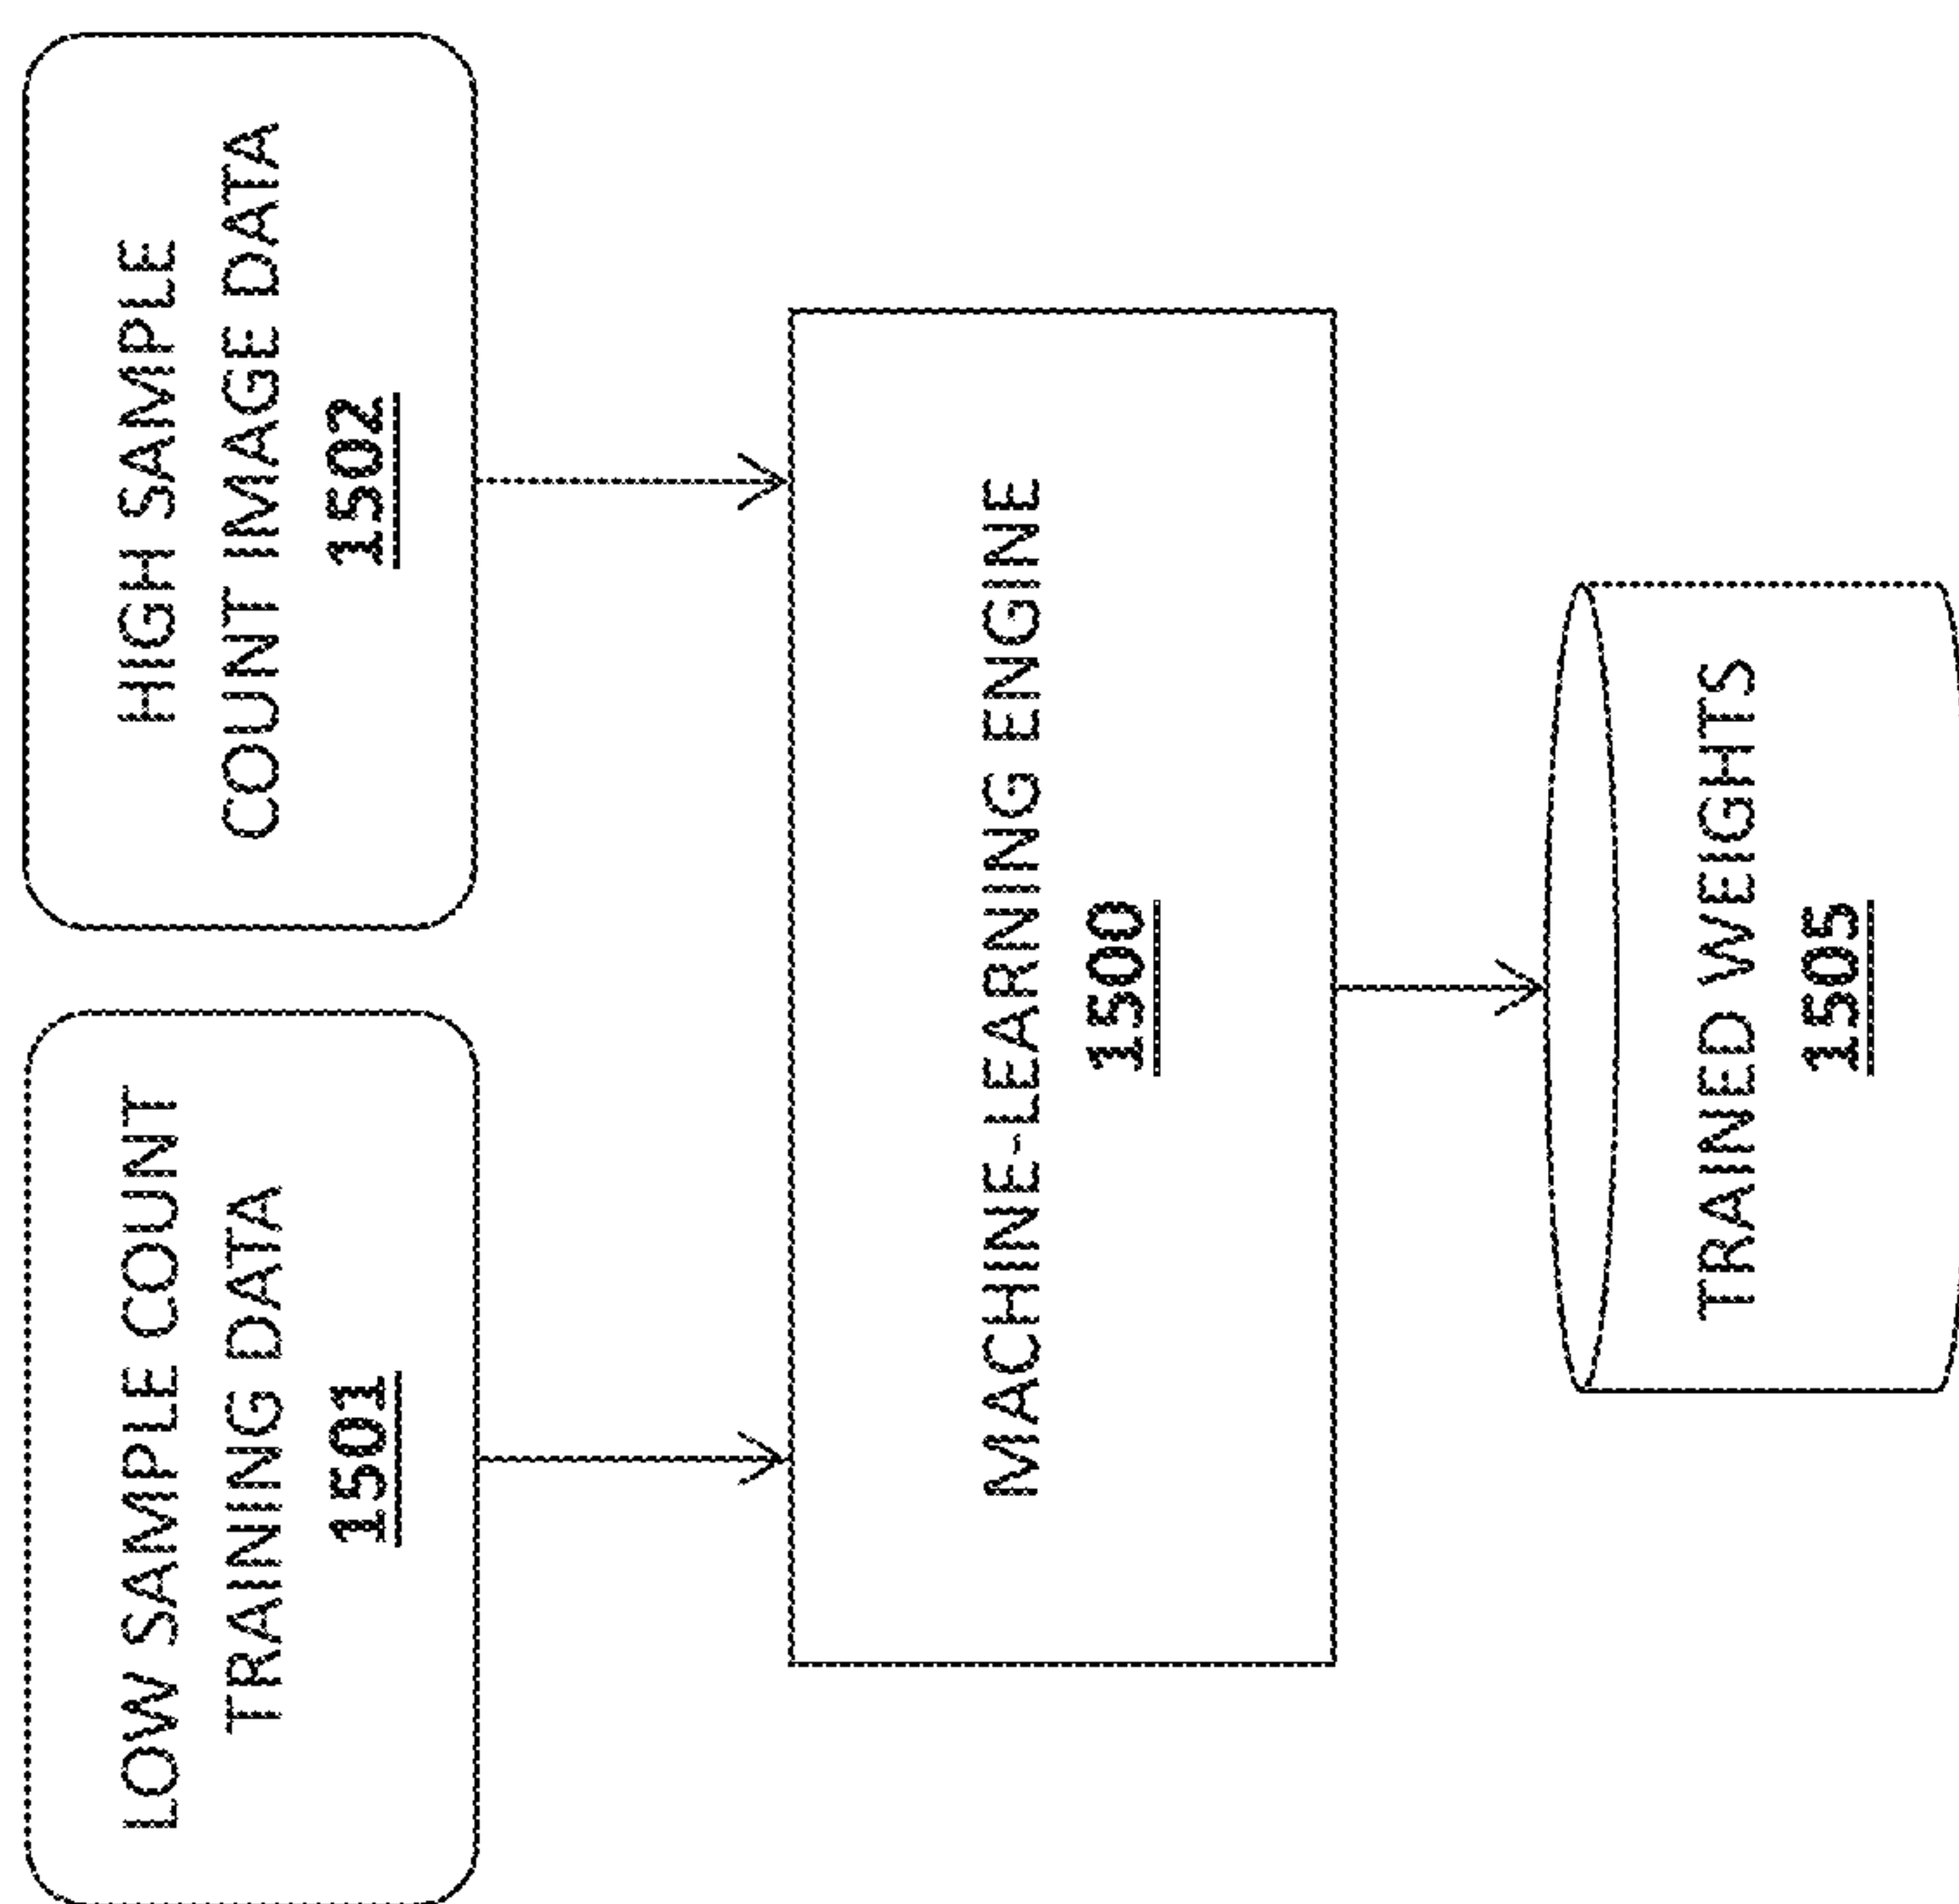 LOW SAMPLE COUNT
TRAINING DATA
1501
HIGH SAMPLE
COUNT IMAGE DATA
1502
MACHINE-LEARNING ENGINE
1500
TRAINED WEIGHTS
1505